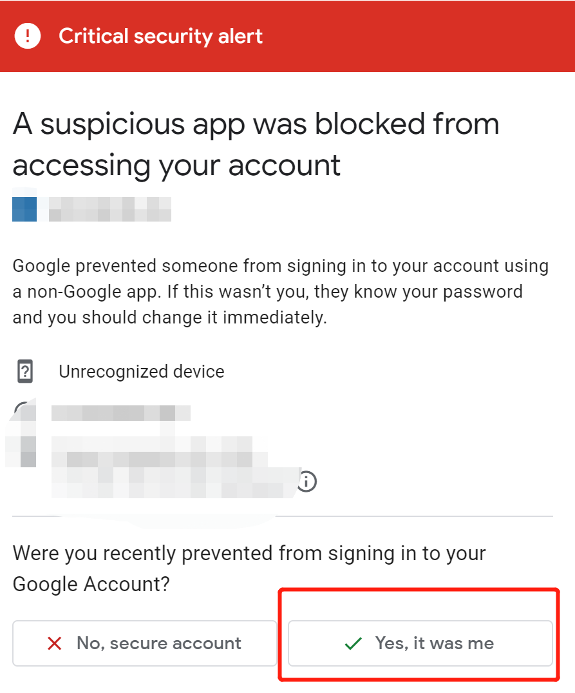 Critical security alert
A suspicious app was blocked from
accessing your account
Google prevented someone from signing in to your account using
a non-Google app. If this wasn’t you, they know your password
and you should change it immediately.
Unrecognized device
Were you recently prevented from signing in to your
Google Account?
No, secure account
Yes, it was me